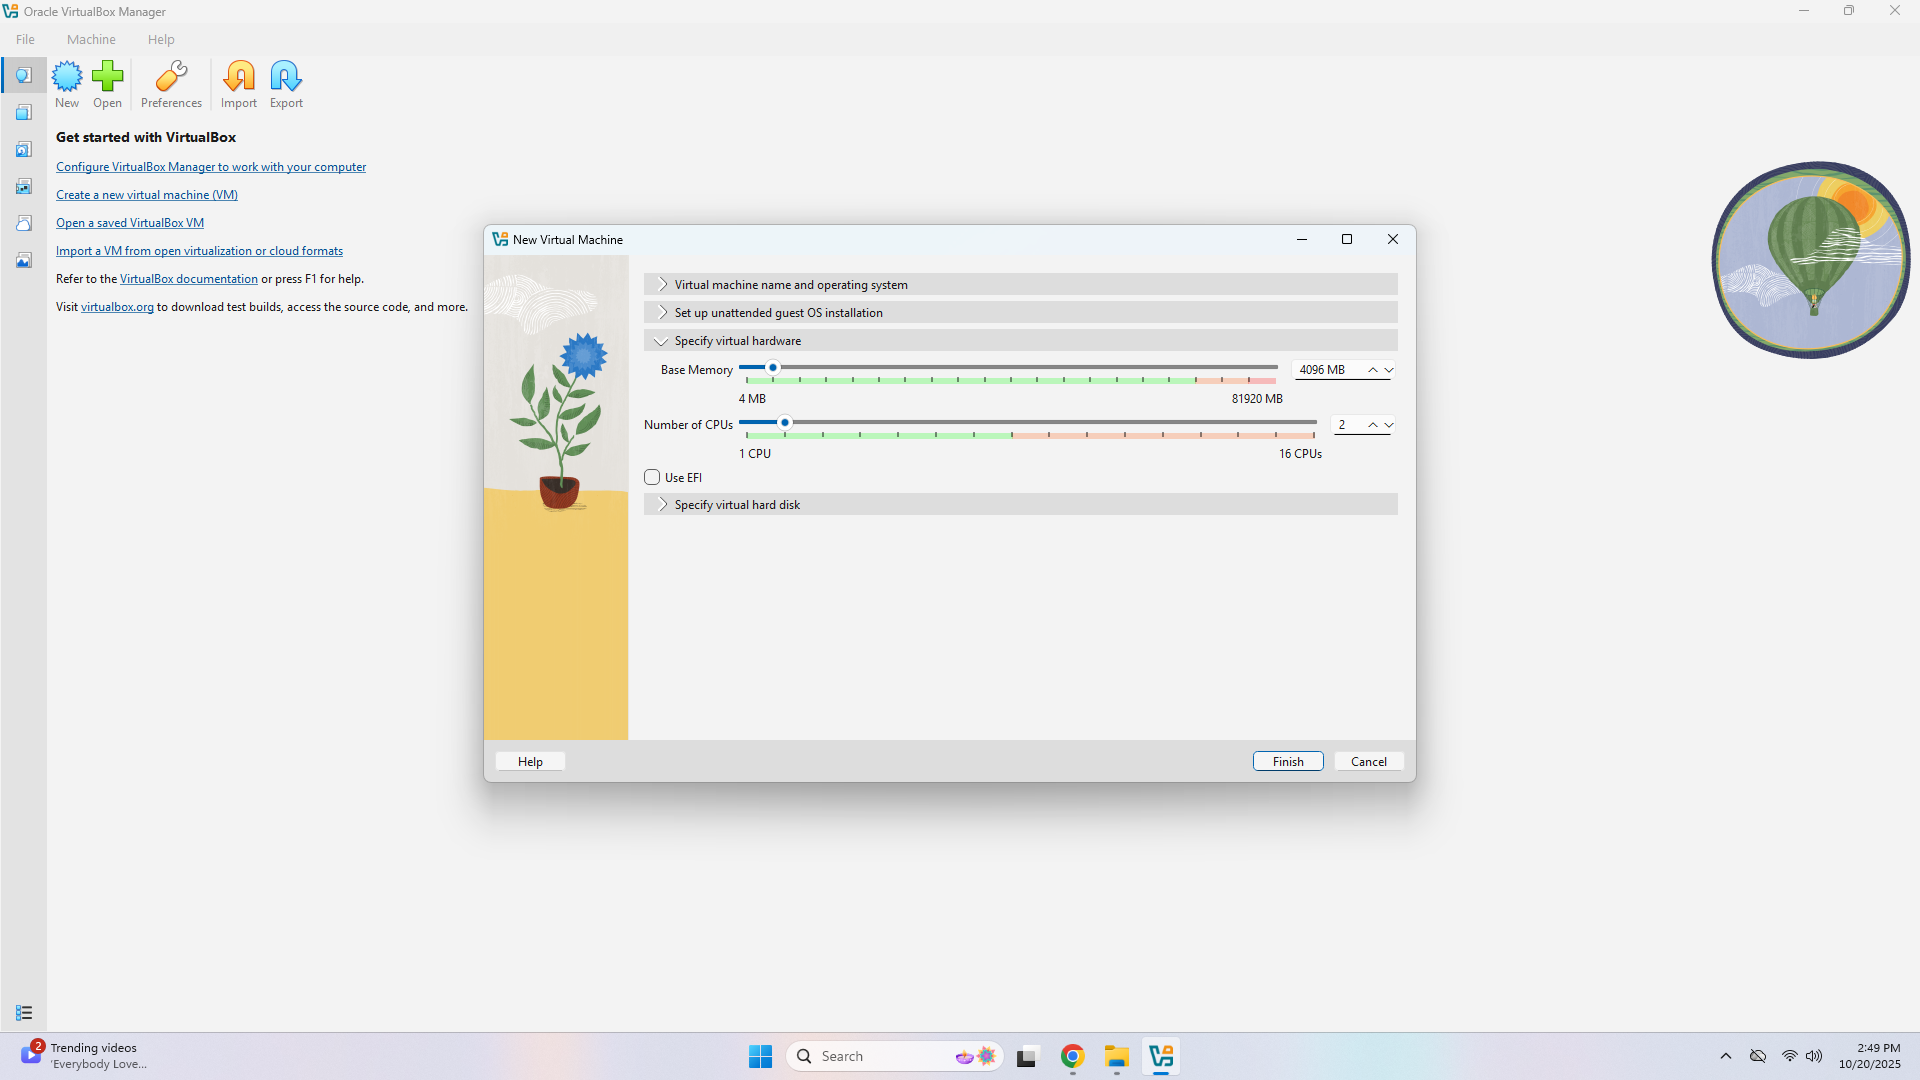 Oracle VirtualBox Manager
File Machine Help
New Open Preferences Import Export
Get started with VirtualBox
Configure VirtualBox Manager to work with your computer
Create a new virtual machine (VM)
Open a saved VirtualBox VM
Import a VM from open virtualization or cloud formats
Refer to the VirtualBox documentation or press F1 for help.
Visit virtualbox.org to download test builds, access the source code, and more.
New Virtual Machine
Virtual machine name and operating system
Set up unattended guest OS installation
Specify virtual hardware
Base Memory 4096 MB
4 MB 81920 MB
Number of CPUs 2
1 CPU 16 CPUs
Use EFI
Specify virtual hard disk
Help Finish Cancel
2 Trending videos
'Everybody Love...
Search
2:49 PM
10/20/2025